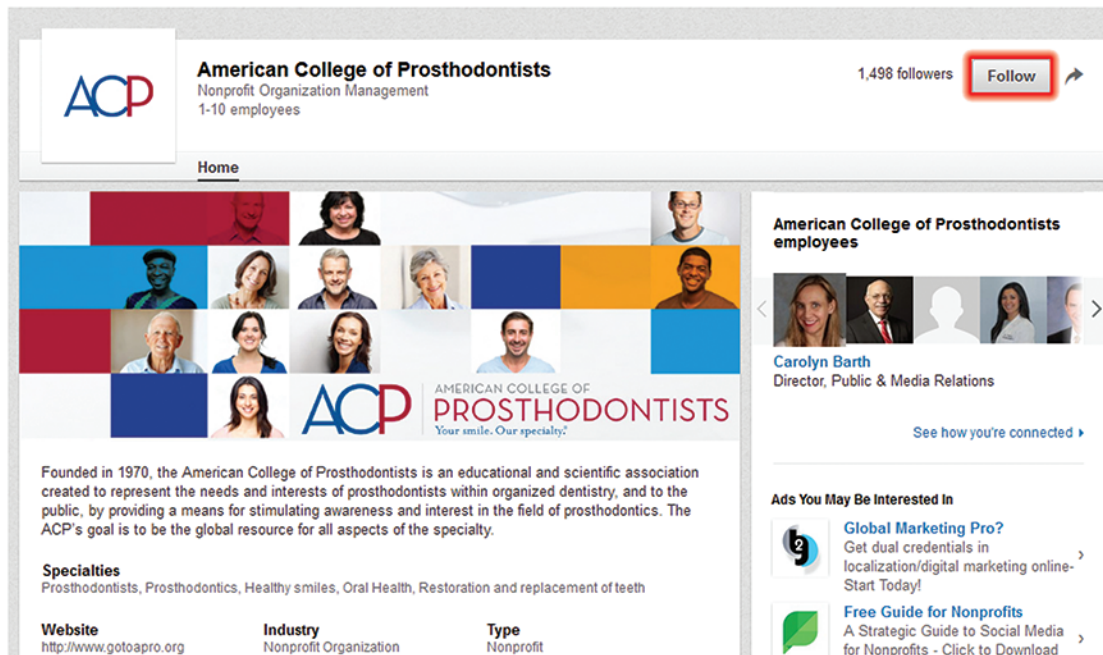 ACP
American College of Prosthodontists
Nonprofit Organization Management
1-10 employees
1,498 followers
Follow
Home
ACP
AMERICAN COLLEGE OF
PROSTHODONTISTS
Your smile. Our specialty.®
Founded in 1970, the American College of Prosthodontists is an educational and scientific association
created to represent the needs and interests of prosthodontists within organized dentistry, and to the
public, by providing a means for stimulating awareness and interest in the field of prosthodontics. The
ACP's goal is to be the global resource for all aspects of the specialty.
Specialties
Prosthodontists, Prosthodontics, Healthy smiles, Oral Health, Restoration and replacement of teeth
Website
http://www.gotoapro.org
Industry
Nonprofit Organization
Type
Nonprofit
American College of Prosthodontists
employees
Carolyn Barth
Director, Public & Media Relations
See how you're connected
Ads You May Be Interested In
b2g
Global Marketing Pro?
Get dual credentials in
localization/digital marketing online-
Start Today!
Free Guide for Nonprofits
A Strategic Guide to Social Media
for Nonprofits - Click to Download